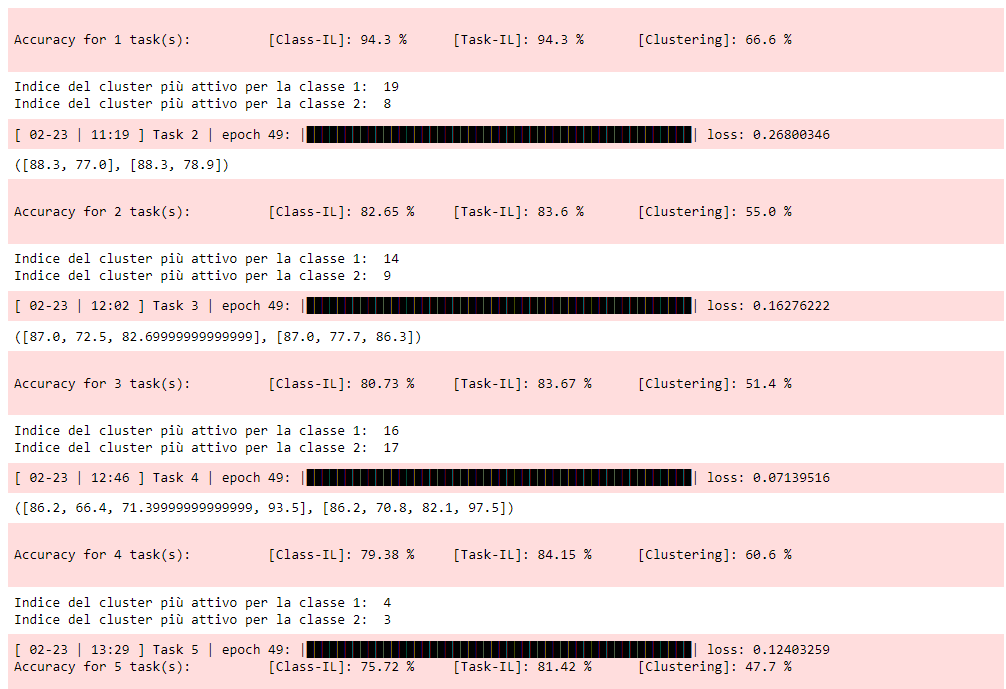 Accuracy for 1 task(s): [Class-IL]: 94.3 % [Task-IL]: 94.3 % [Clustering]: 66.6 %
Indice del cluster più attivo per la classe 1: 19
Indice del cluster più attivo per la classe 2: 8
[ 02-23 | 11:19 ] Task 2 | epoch 49: || loss: 0.26800346
([88.3, 77.0], [88.3, 78.9])
Accuracy for 2 task(s): [Class-IL]: 82.65 % [Task-IL]: 83.6 % [Clustering]: 55.0 %
Indice del cluster più attivo per la classe 1: 14
Indice del cluster più attivo per la classe 2: 9
[ 02-23 | 12:02 ] Task 3 | epoch 49: || loss: 0.16276222
([87.0, 72.5, 82.69999999999999], [87.0, 77.7, 86.3])
Accuracy for 3 task(s): [Class-IL]: 80.73 % [Task-IL]: 83.67 % [Clustering]: 51.4 %
Indice del cluster più attivo per la classe 1: 16
Indice del cluster più attivo per la classe 2: 17
[ 02-23 | 12:46 ] Task 4 | epoch 49: || loss: 0.07139516
([86.2, 66.4, 71.39999999999999, 93.5], [86.2, 70.8, 82.1, 97.5])
Accuracy for 4 task(s): [Class-IL]: 79.38 % [Task-IL]: 84.15 % [Clustering]: 60.6 %
Indice del cluster più attivo per la classe 1: 4
Indice del cluster più attivo per la classe 2: 3
[ 02-23 | 13:29 ] Task 5 | epoch 49: || loss: 0.12403259
Accuracy for 5 task(s): [Class-IL]: 75.72 % [Task-IL]: 81.42 % [Clustering]: 47.7 %